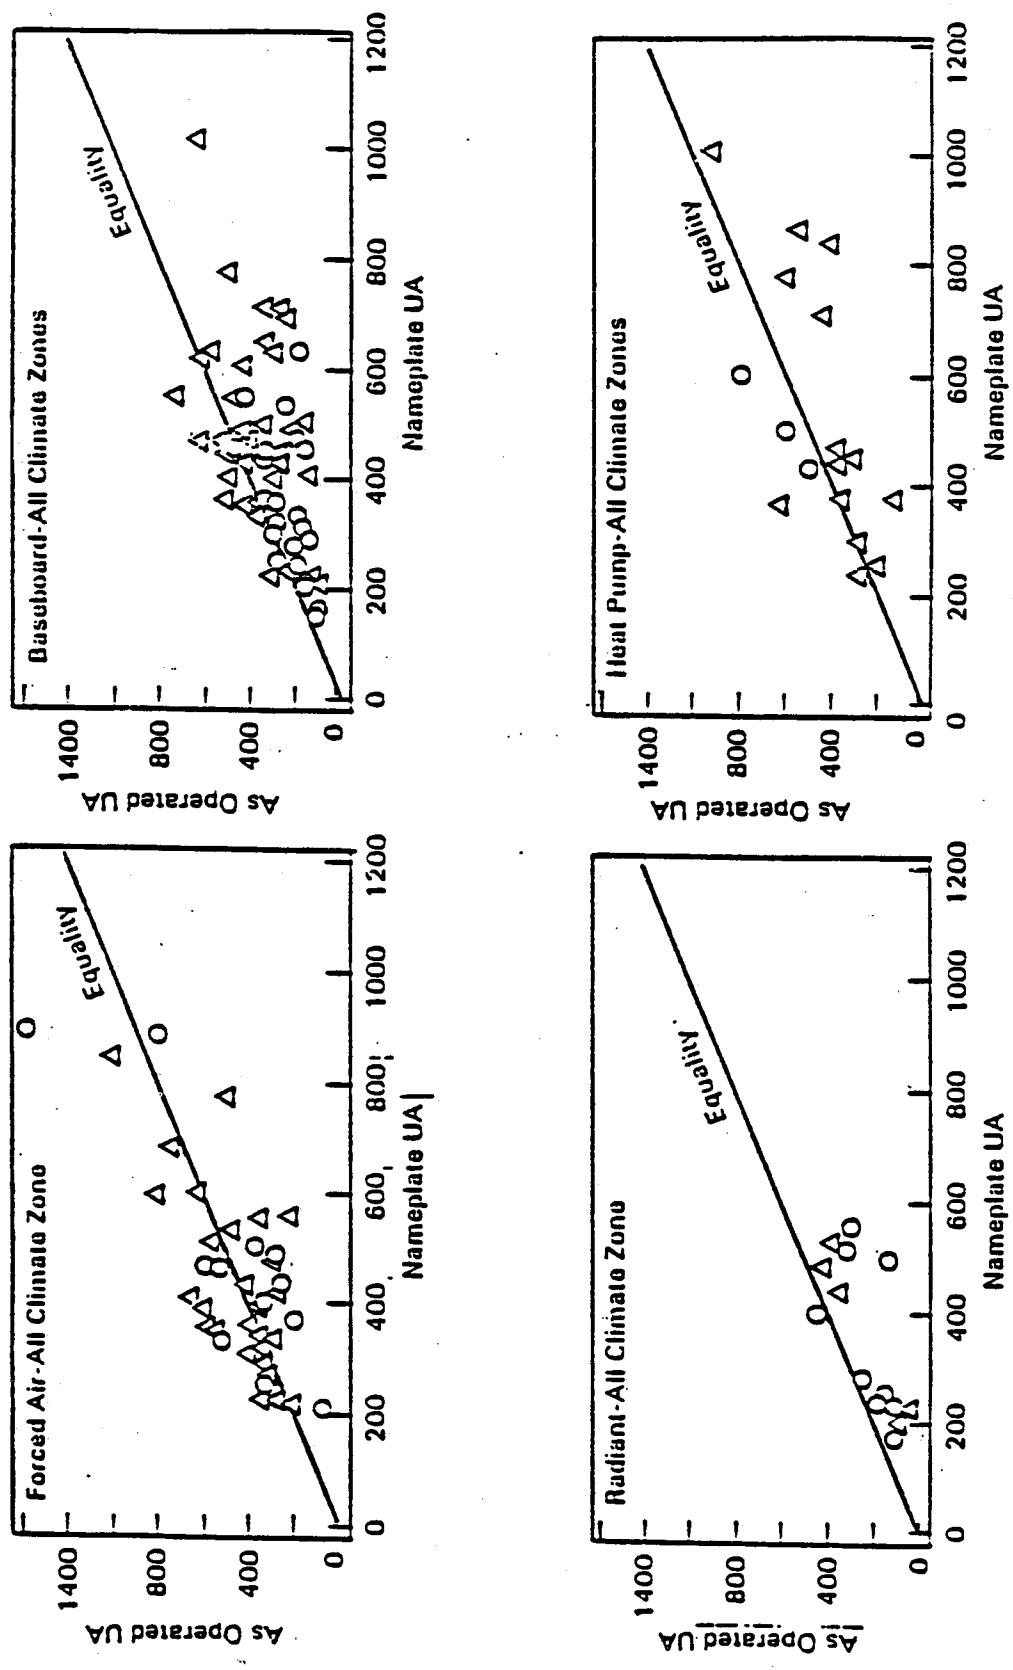 Forced Air-All Climate Zone
Equality
As Operated UA
1400
800
400
0
0
200
400
600
800
1000
1200
Nameplate UA
Baseboard-All Climate Zones
Equality
As Operated UA
1400
800
400
0
0
200
400
600
800
1000
1200
Nameplate UA
Radiant-All Climate Zone
Equality
As Operated UA
1400
800
400
0
0
200
400
600
800
1000
1200
Nameplate UA
Heat Pump-All Climate Zones
Equality
As Operated UA
1400
800
400
0
0
200
400
600
800
1000
1200
Nameplate UA